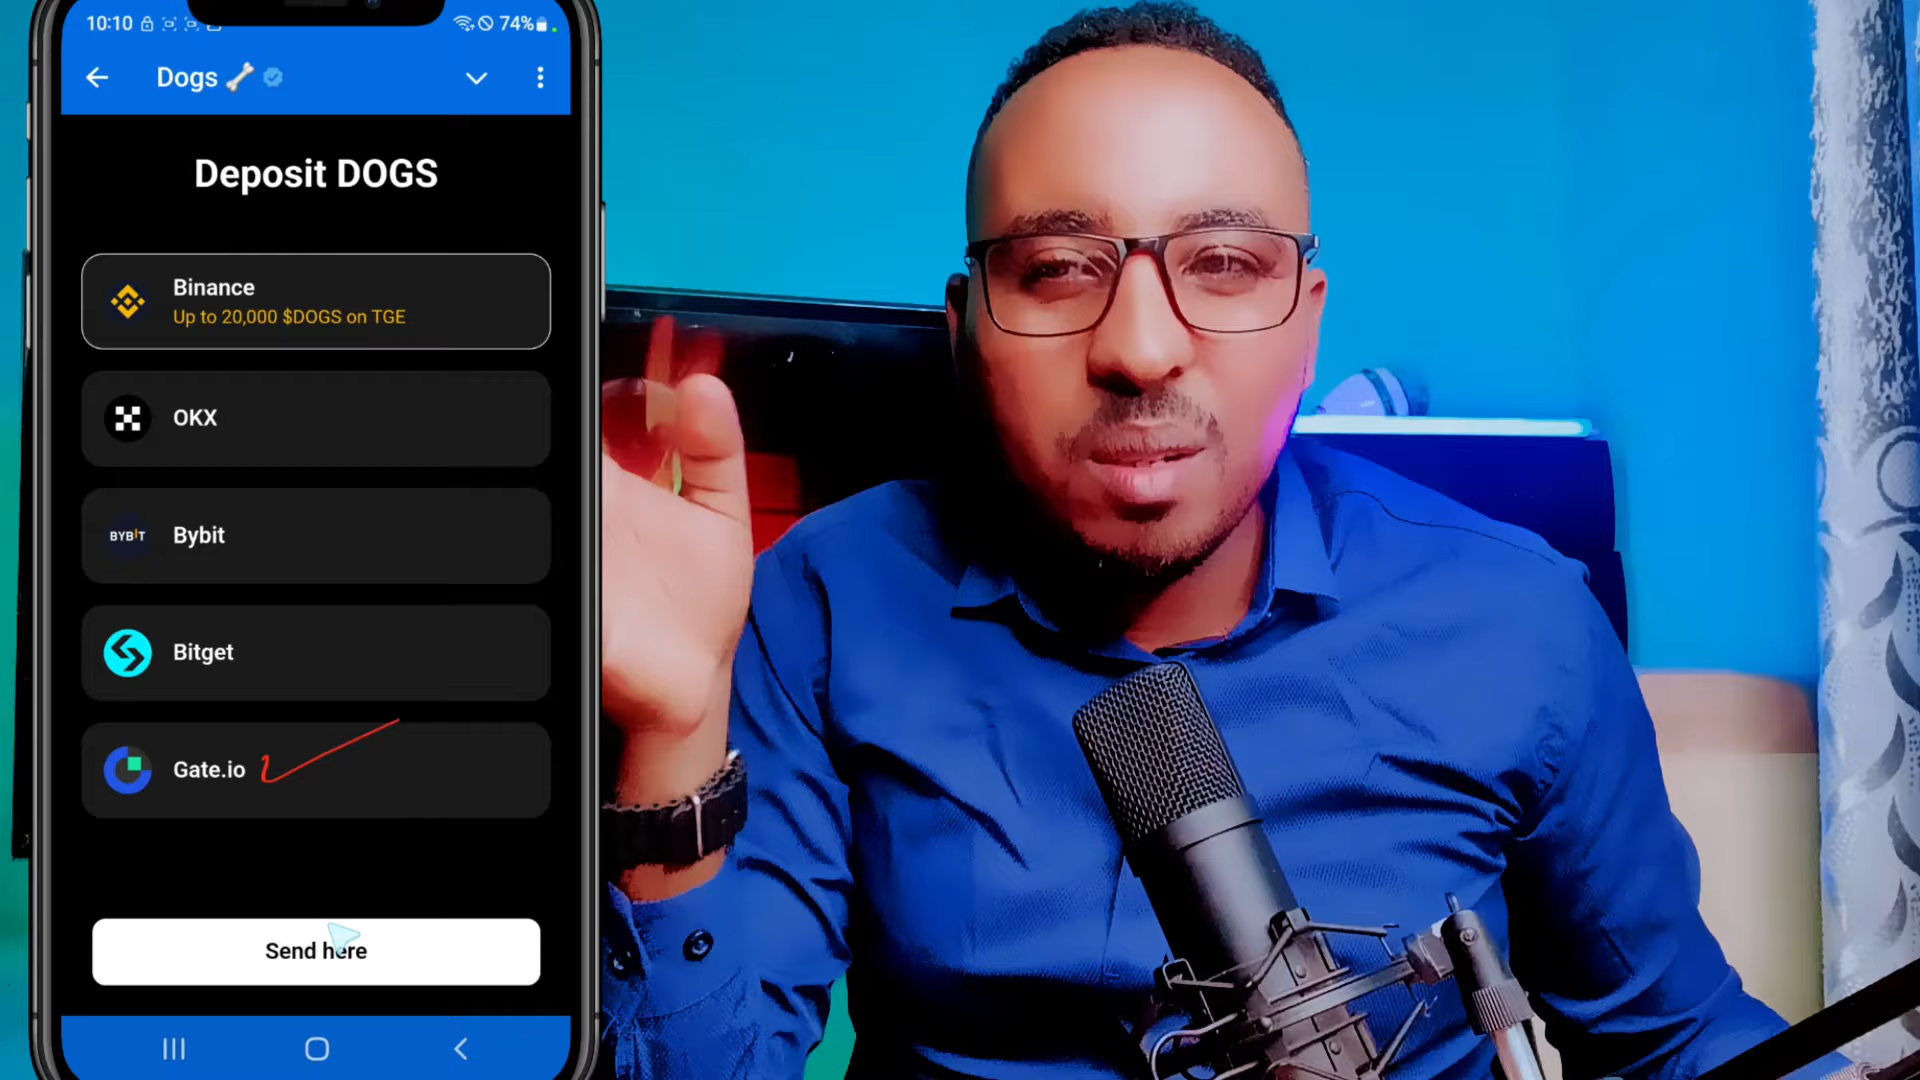 10:10
74%
Dogs
Deposit DOGS
Binance
Up to 20,000 $DOGS on TGE
OKX
BYBIT
Bybit
Bitget
Gate.io
Send here